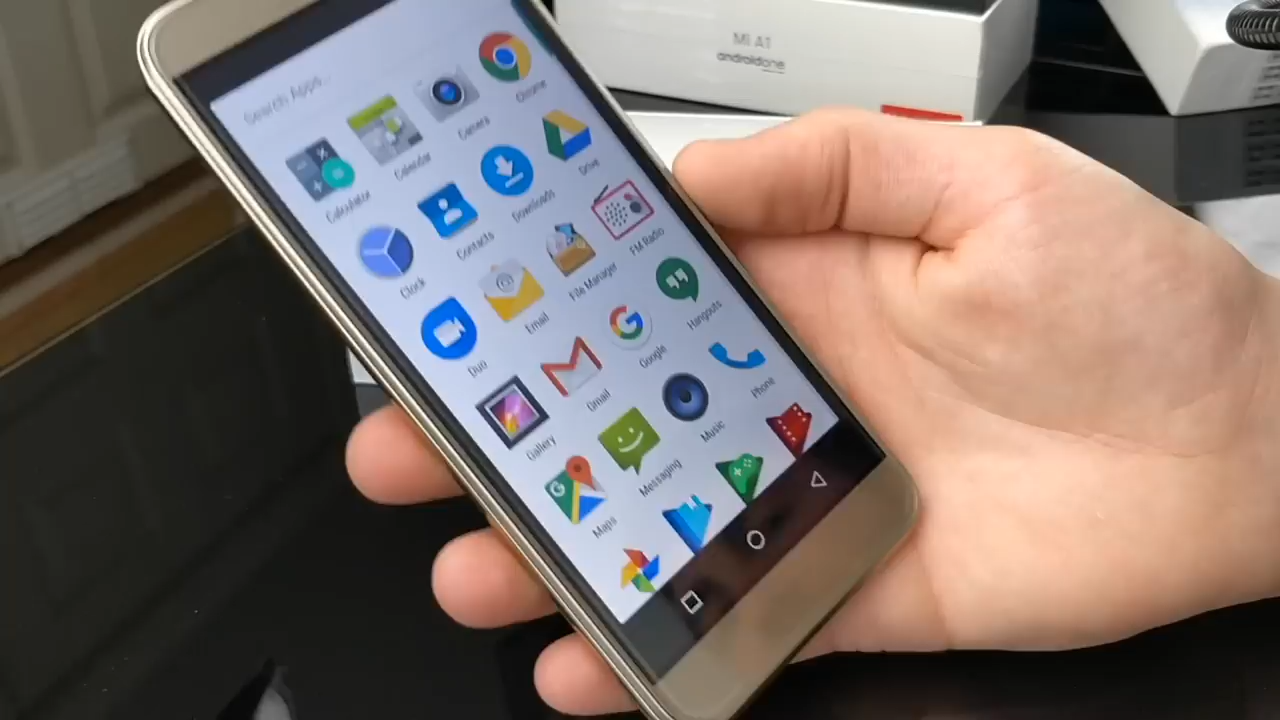 MI A1
androidone
Search Apps...
Calculator
Calendar
Camera
Chrome
Clock
Contacts
Downloads
Drive
Duo
Email
File Manager
FM Radio
Gallery
Gmail
Google
Hangouts
Maps
Messaging
Music
Phone